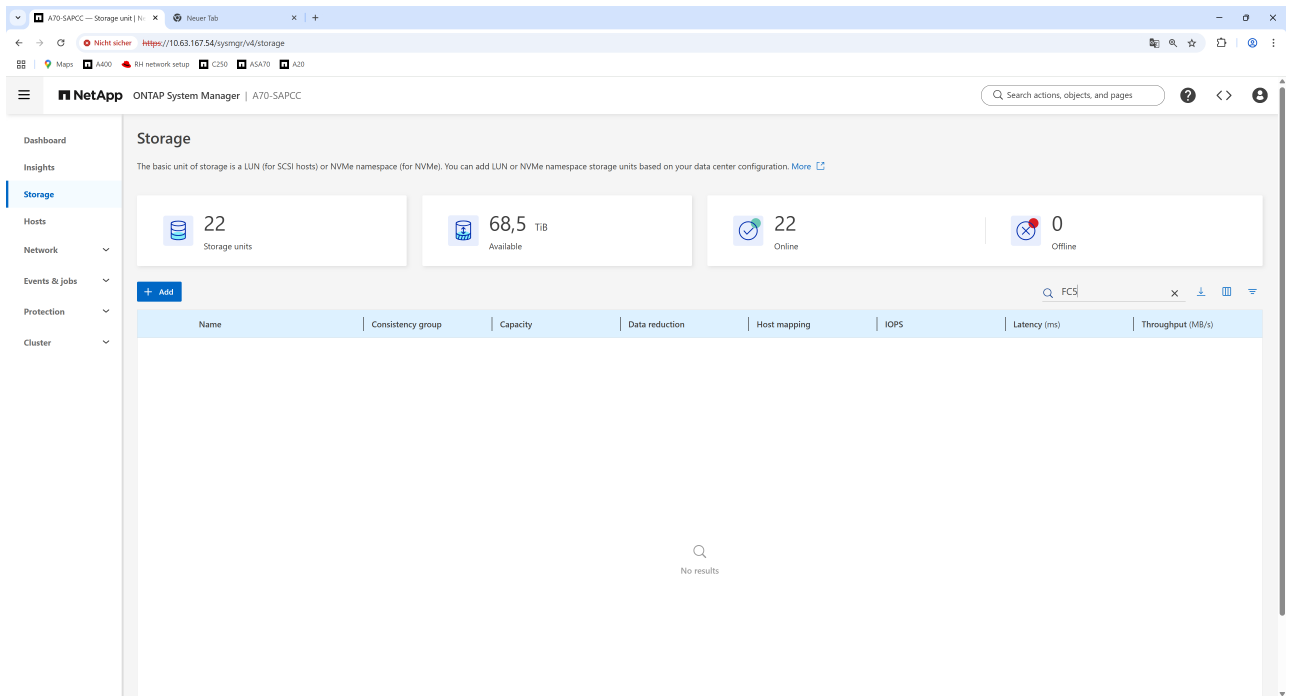 A70-SAPCC — Storage unit | N
Neuer Tab
Nicht sicher
https://10.63.167.54/sysmgr/v4/storage
Maps
A400
RH network setup
C250
ASA70
A20
NetApp
ONTAP System Manager | A70-SAPCC
Search actions, objects, and pages
Dashboard
Insights
Storage
Hosts
Network
Events & jobs
Protection
Cluster
Storage
The basic unit of storage is a LUN (for SCSI hosts) or NVMe namespace (for NVMe). You can add LUN or NVMe namespace storage units based on your data center configuration. More
22
Storage units
68,5 TiB
Available
22
Online
0
Offline
+ Add
FC5
Name
Consistency group
Capacity
Data reduction
Host mapping
IOPS
Latency (ms)
Throughput (MB/s)
No results